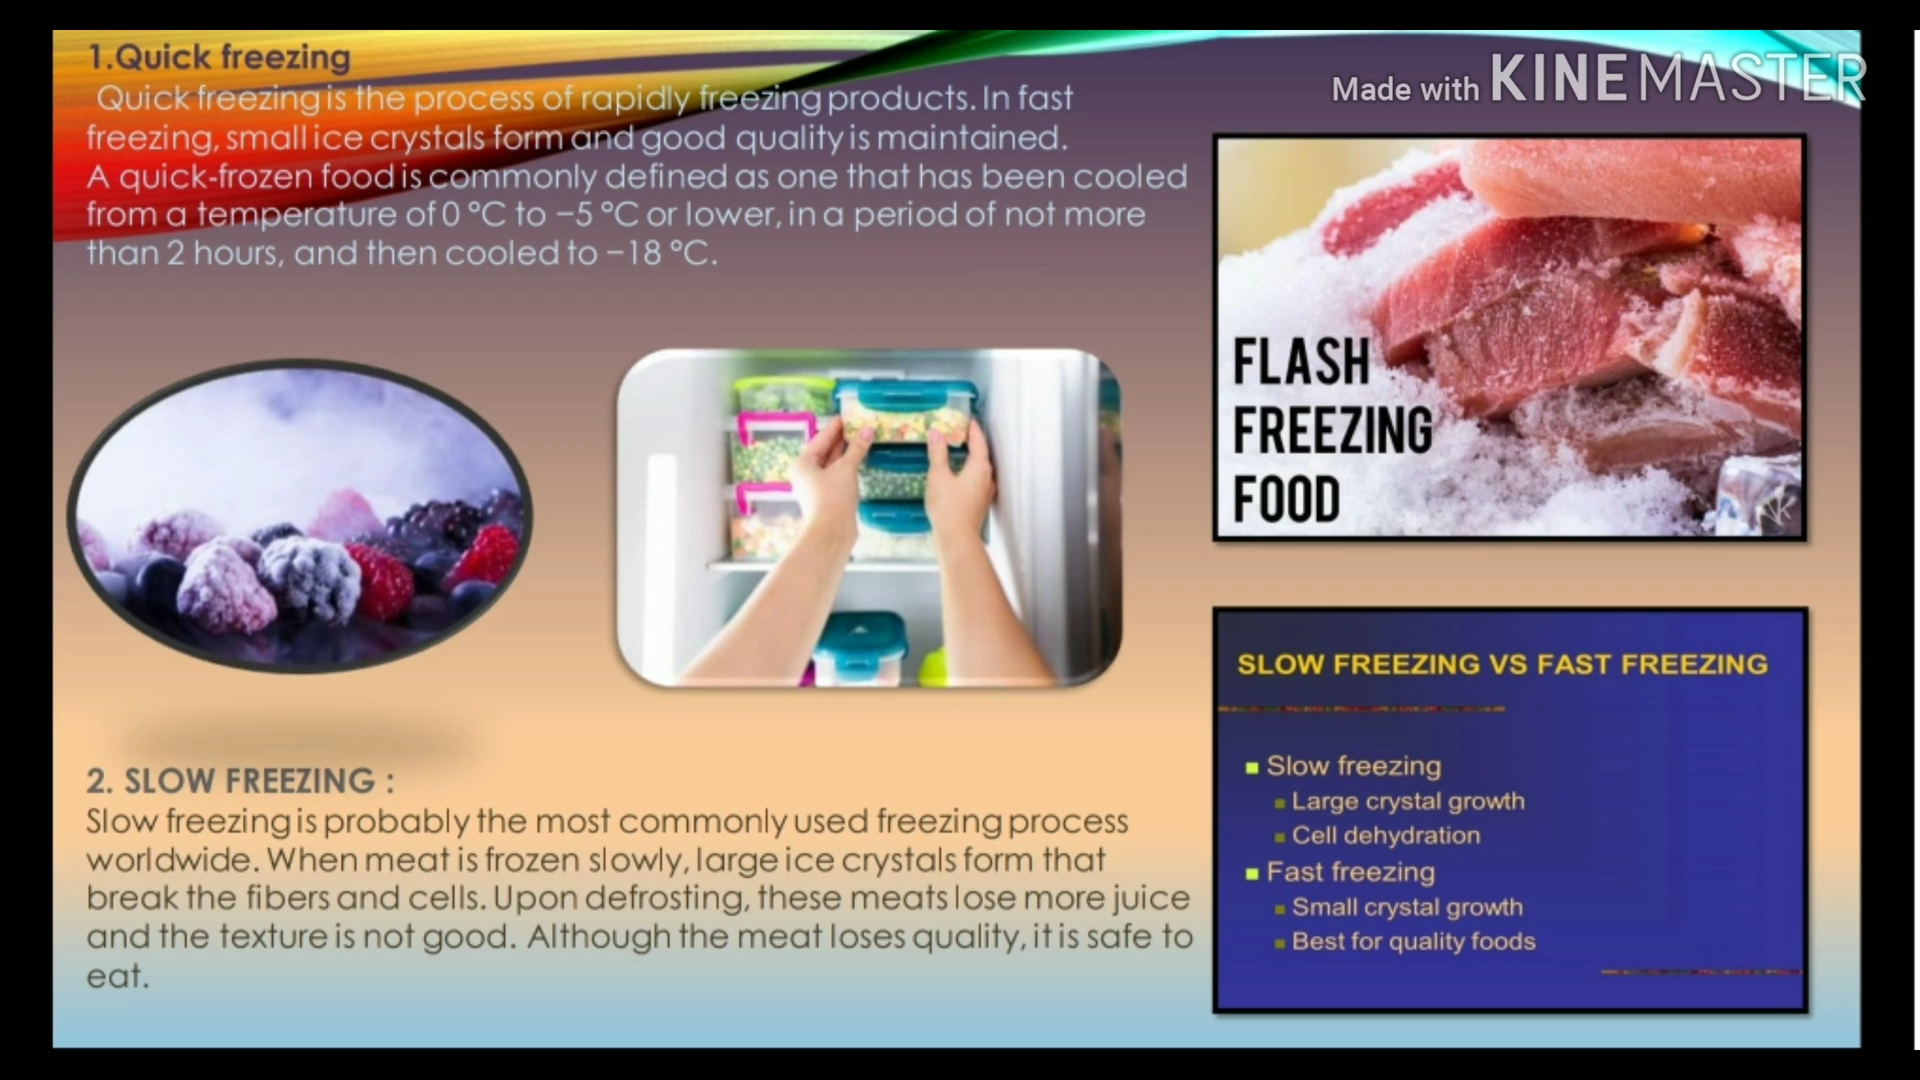 1.Quick freezing
Quick freezing is the process of rapidly freezing products. In fast
freezing, small ice crystals form and good quality is maintained.
A quick-frozen food is commonly defined as one that has been cooled
from a temperature of 0 °C to −5 °C or lower, in a period of not more
than 2 hours, and then cooled to −18 °C.
Made with KINEMASTER
FLASH
FREEZING
FOOD
2. SLOW FREEZING :
Slow freezing is probably the most commonly used freezing process
worldwide. When meat is frozen slowly, large ice crystals form that
break the fibers and cells. Upon defrosting, these meats lose more juice
and the texture is not good. Although the meat loses quality, it is safe to
eat.
SLOW FREEZING VS FAST FREEZING
Slow freezing
Large crystal growth
Cell dehydration
Fast freezing
Small crystal growth
Best for quality foods